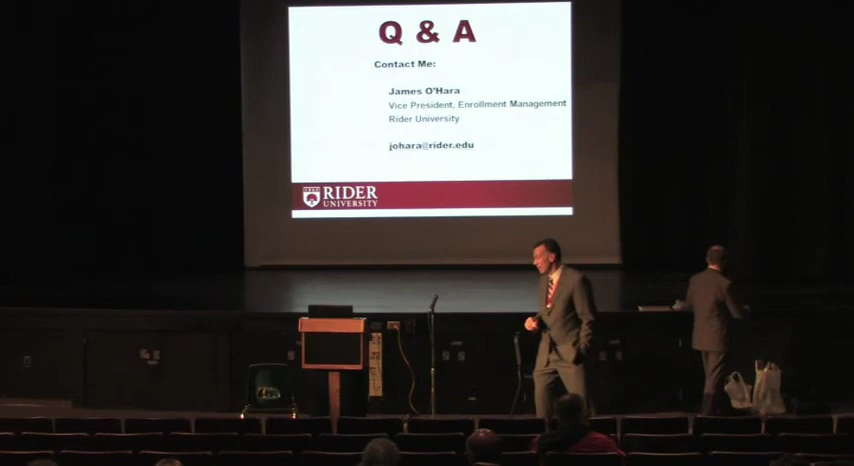 Q & A
Contact Me:
James O'Hara
Vice President, Enrollment Management
Rider University
johara@rider.edu
RIDER
UNIVERSITY